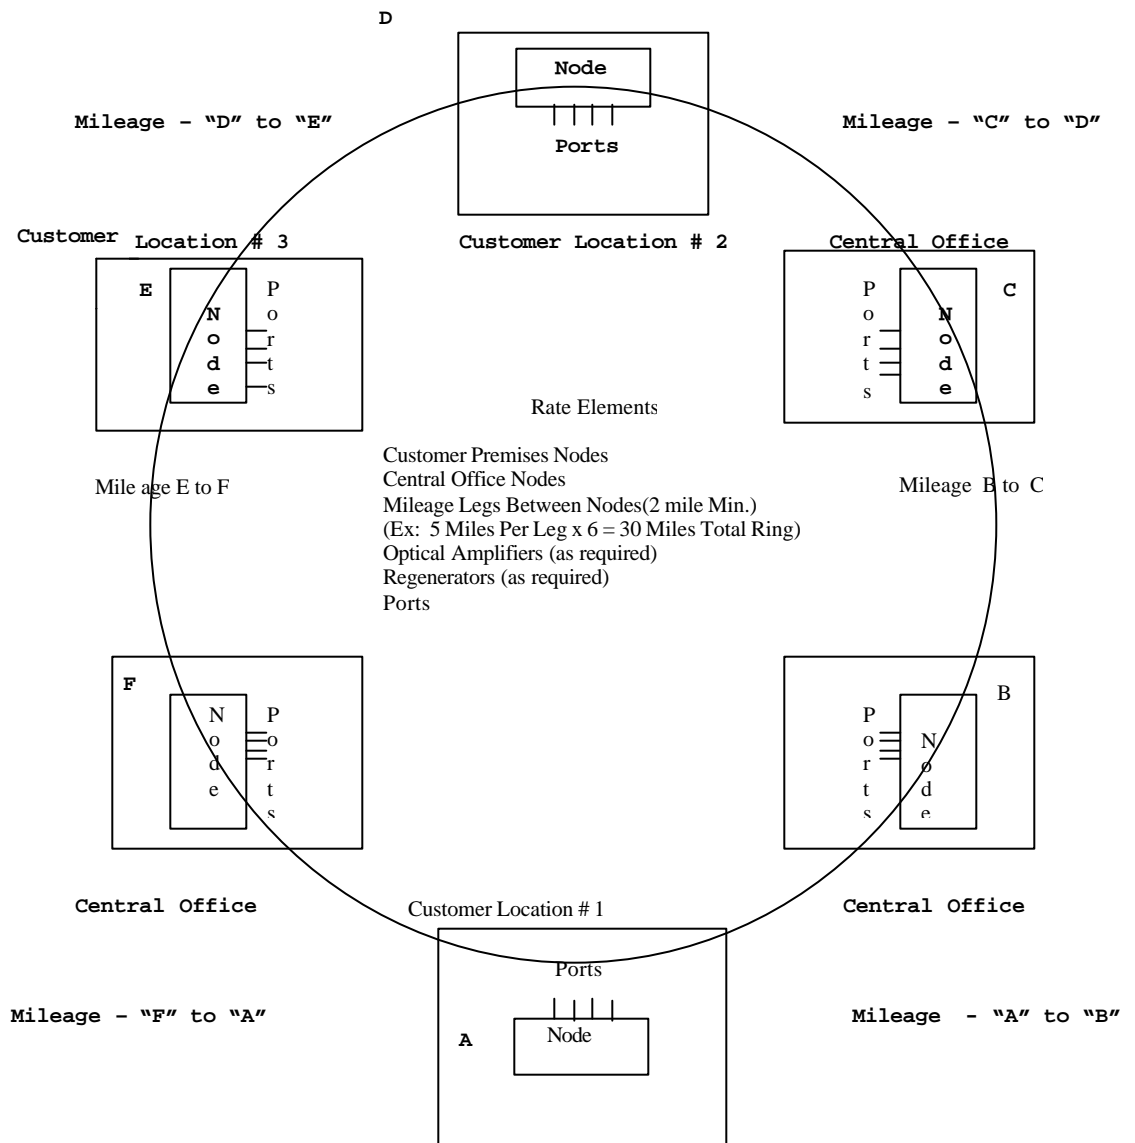 D
Node
Mileage – “D” to “E”
Mileage – “C” to “D”
Ports
Customer Location # 3
Customer Location # 2
Central Office
E
Node
Ports
Ports
Node
C
Rate Elements
Customer Premises Nodes
Central Office Nodes
Mileage Legs Between Nodes(2 mile Min.)
(Ex: 5 Miles Per Leg x 6 = 30 Miles Total Ring)
Optical Amplifiers (as required)
Regenerators (as required)
Ports
Mile age E to F
Mileage B to C
F
Node
Ports
Ports
Node
B
Central Office
Customer Location # 1
Central Office
Ports
Mileage – “F” to “A”
Mileage - “A” to “B”
A
Node